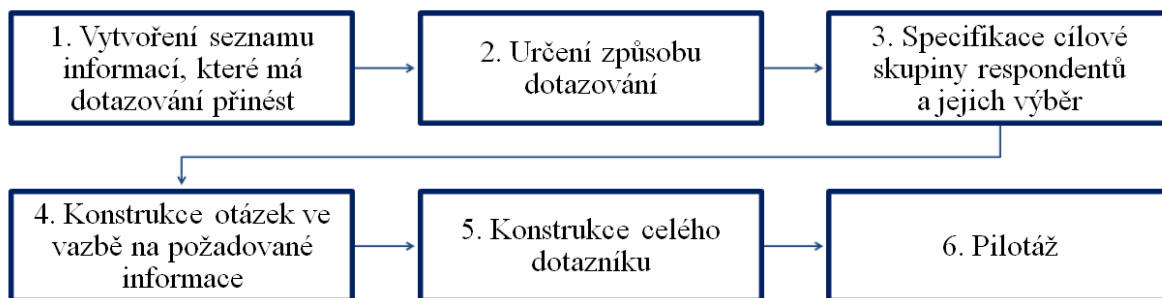 1. Vytvoření seznamu
informací, které má
dotazování přinést
2. Určení způsobu
dotazování
3. Specifikace cílové
skupiny respondentů
a jejich výběr
4. Konstrukce otázek ve
vazbě na požadované
informace
5. Konstrukce celého
dotazníku
6. Pilotáž